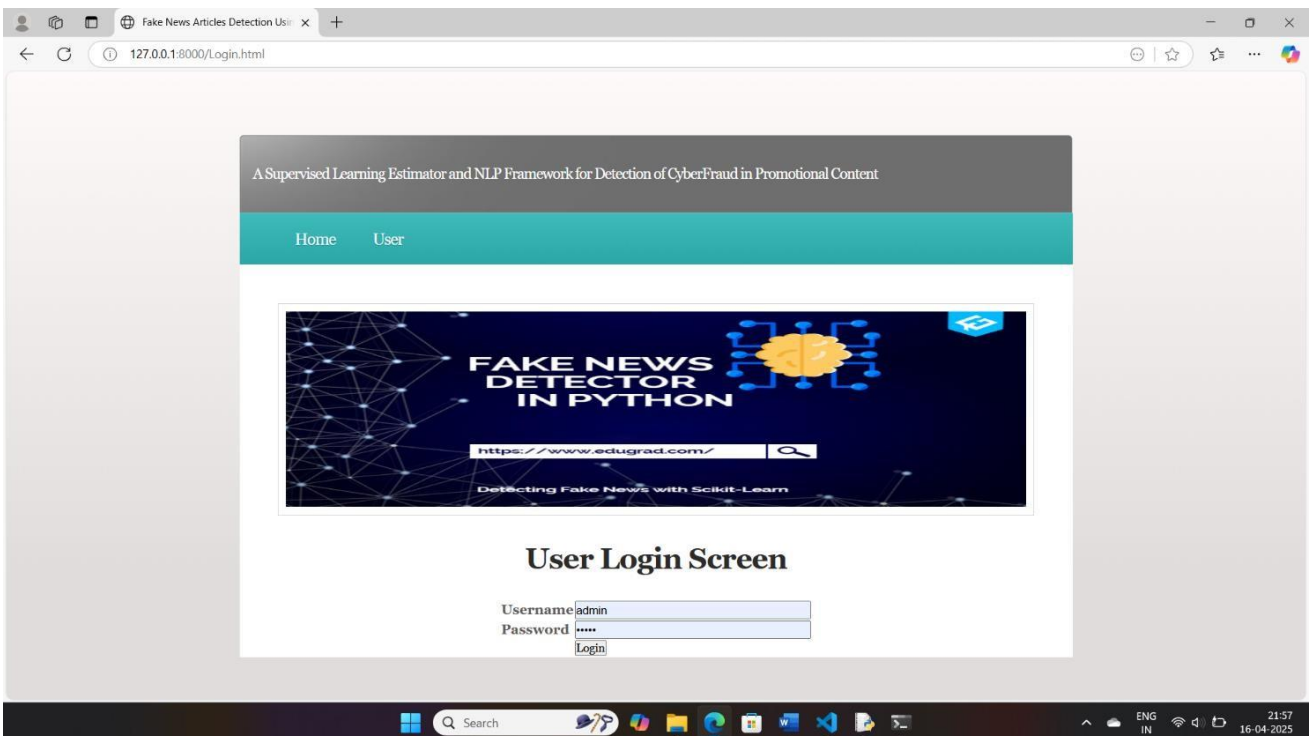 Fake News Articles Detection Usin
127.0.0.1:8000/Login.html
A Supervised Learning Estimator and NLP Framework for Detection of CyberFraud in Promotional Content
Home User
FAKE NEWS
DETECTOR
IN PYTHON
https://www.edugrad.com/
Detecting Fake News with Scikit-Learn
User Login Screen
Username admin
Password •••••
Login
Search
ENG 21:57
IN 16-04-2025